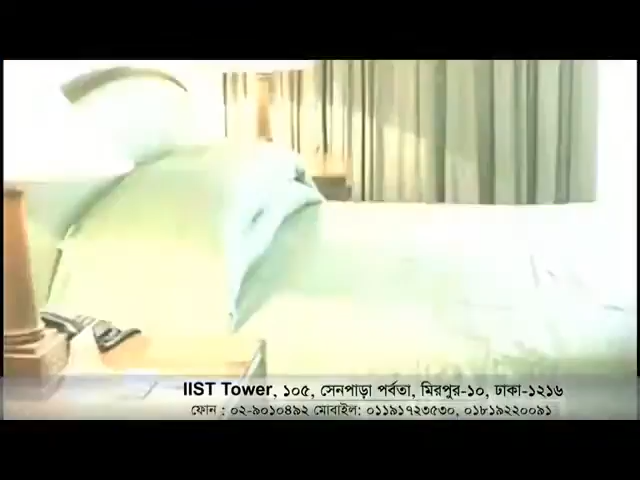 IIST Tower, ১০৫, সেনপাড়া পর্বতা, মিরপুর-১০, ঢাকা-১২১৬
ফোন : ০২-৯০১০৪৯২ মোবাইল: ০১১৯১৭২৩৫৩০, ০১৮১৯২২০০৯১